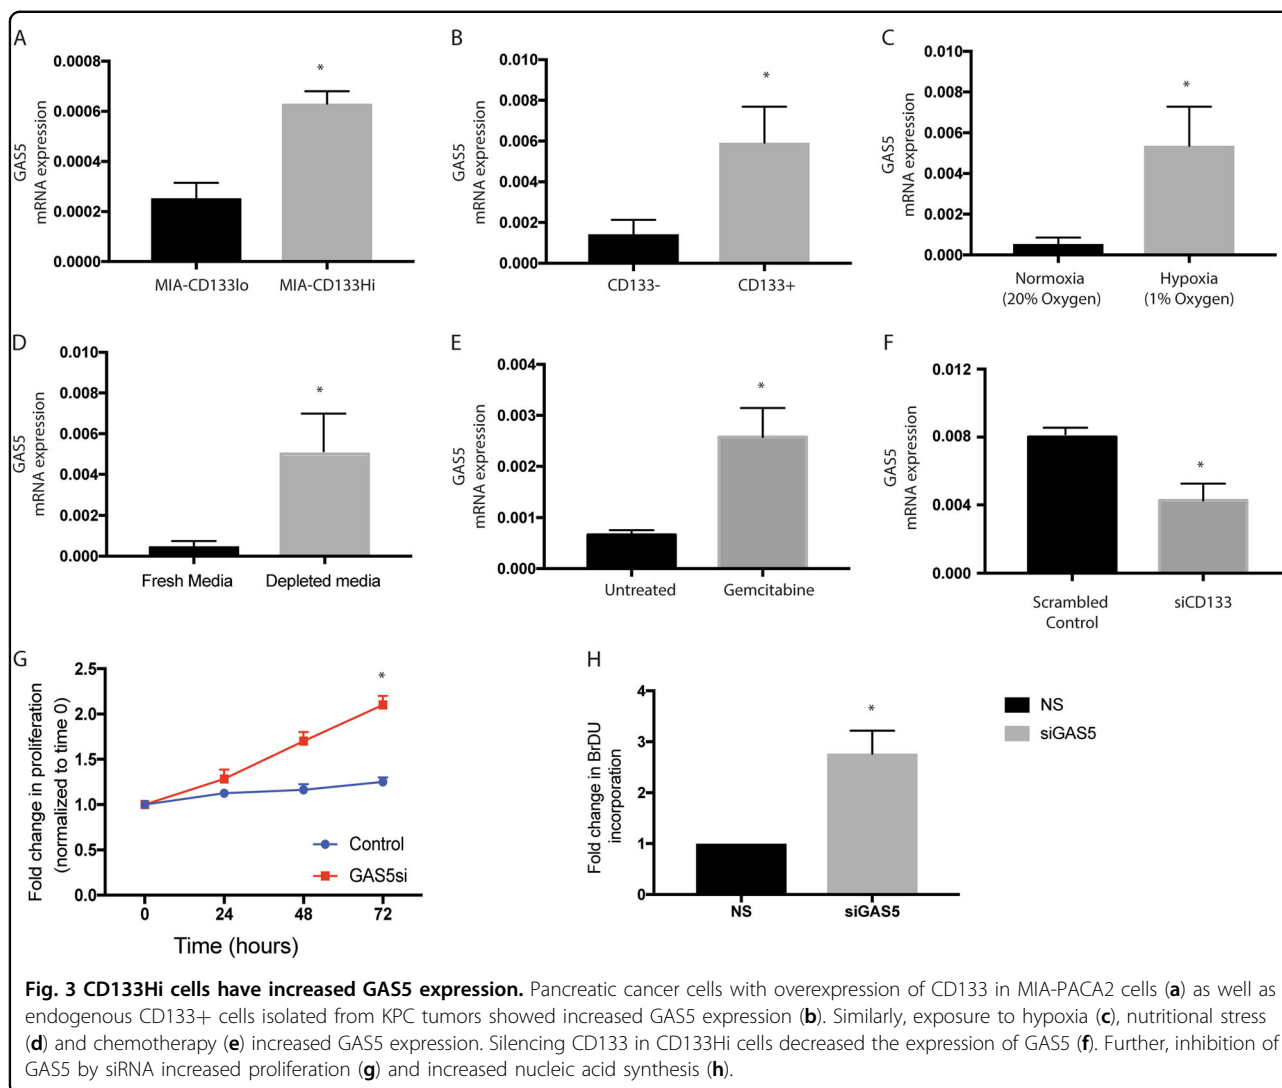 A
GAS5
mRNA expression
0.0008
0.0006
0.0004
0.0002
0.0000
*
MIA-CD133lo MIA-CD133Hi
B
GAS5
mRNA expression
0.010
0.008
0.006
0.004
0.002
0.000
*
CD133- CD133+
C
GAS5
mRNA expression
0.010
0.008
0.006
0.004
0.002
0.000
*
Normoxia Hypoxia
(20% Oxygen) (1% Oxygen)
D
GAS5
mRNA expression
0.010
0.008
0.006
0.004
0.002
0.000
*
Fresh Media Depleted media
E
GAS5
mRNA expression
0.004
0.003
0.002
0.001
0.000
*
Untreated Gemcitabine
F
GAS5
mRNA expression
0.012
0.008
0.004
0.000
*
Scrambled siCD133
Control
G
Fold change in proliferation
(normalized to time 0)
2.5
2.0
1.5
1.0
0.5
0.0
*
Control
GAS5si
0 24 48 72
Time (hours)
H
Fold change in BrDU
incorporation
4
3
2
1
0
*
NS siGAS5
NS
siGAS5
Fig. 3 CD133Hi cells have increased GAS5 expression. Pancreatic cancer cells with overexpression of CD133 in MIA-PACA2 cells (a) as well as
endogenous CD133+ cells isolated from KPC tumors showed increased GAS5 expression (b). Similarly, exposure to hypoxia (c), nutritional stress
(d) and chemotherapy (e) increased GAS5 expression. Silencing CD133 in CD133Hi cells decreased the expression of GAS5 (f). Further, inhibition of
GAS5 by siRNA increased proliferation (g) and increased nucleic acid synthesis (h).